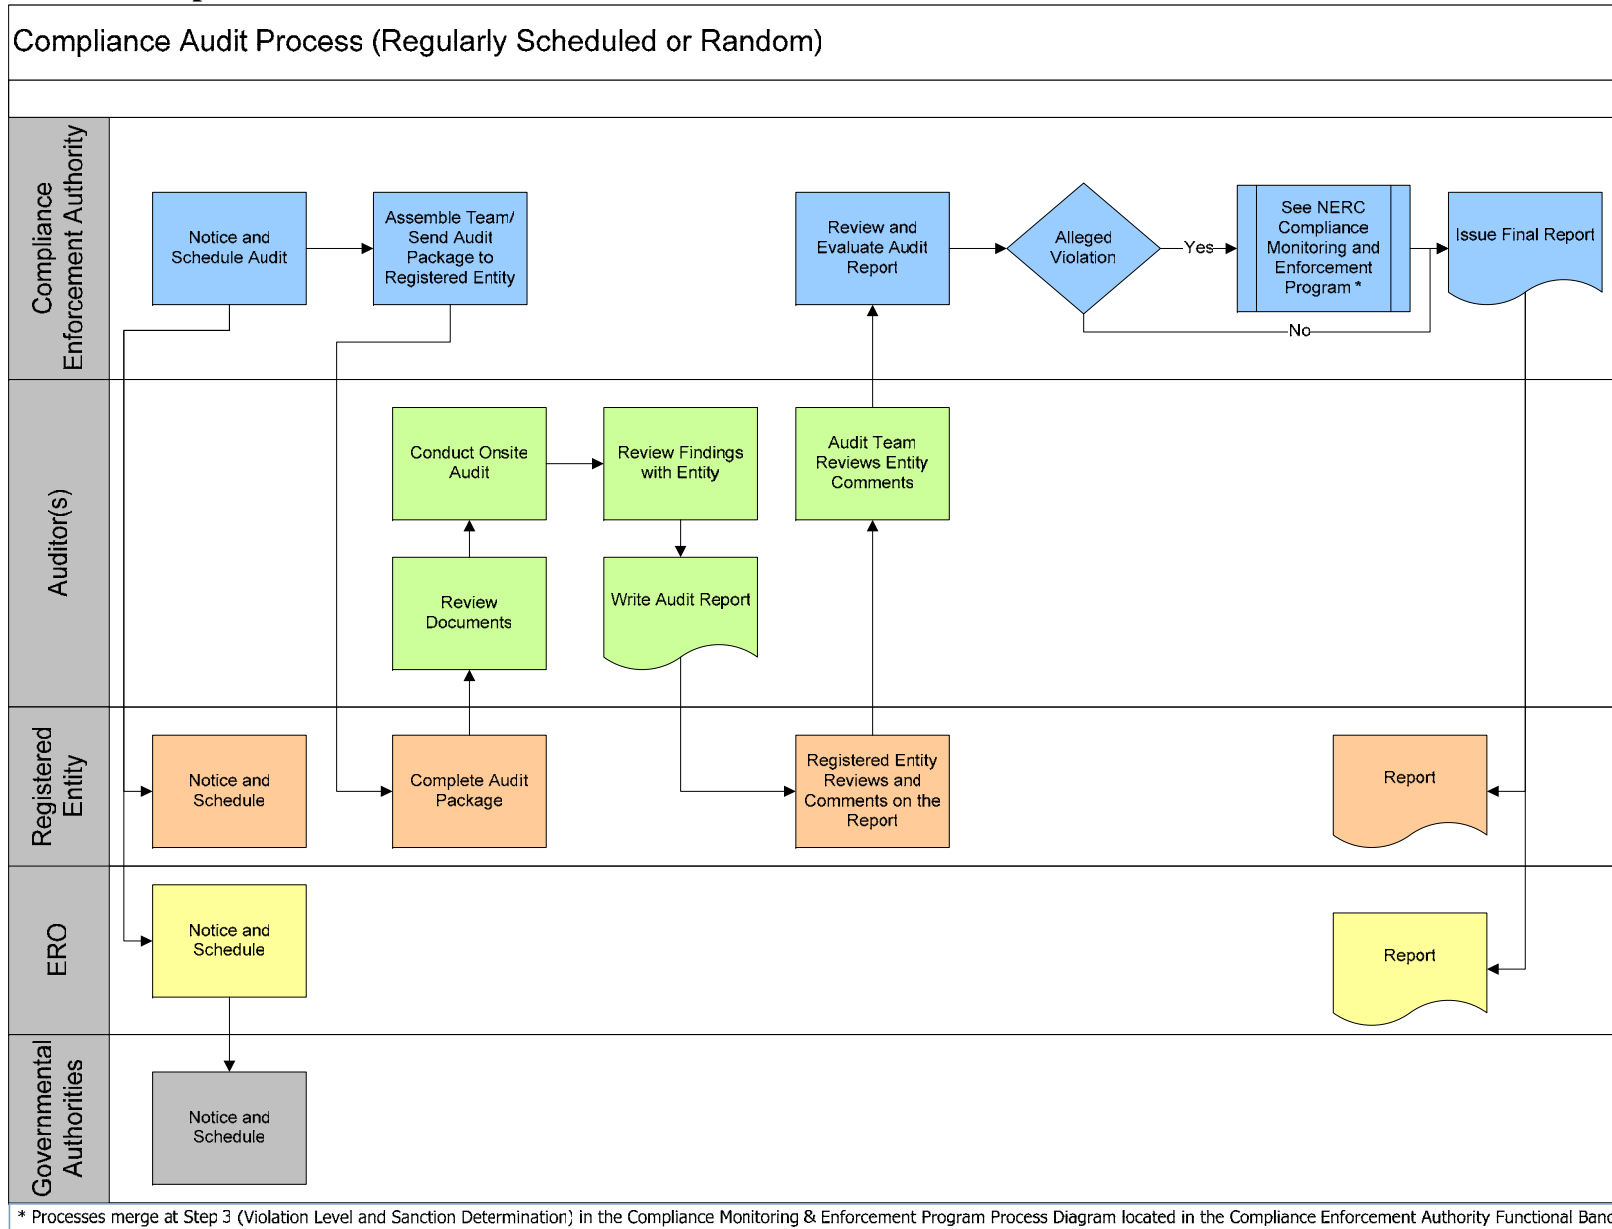 Compliance Audit Process (Regularly Scheduled or Random)
Compliance
Enforcement Authority
Notice and
Schedule Audit
Assemble Team/
Send Audit
Package to
Registered Entity
Review and
Evaluate Audit
Report
Alleged
Violation
Yes
No
See NERC
Compliance
Monitoring and
Enforcement
Program *
Issue Final Report
Auditor(s)
Conduct Onsite
Audit
Review Findings
with Entity
Audit Team
Reviews Entity
Comments
Review
Documents
Write Audit Report
Registered
Entity
Notice and
Schedule
Complete Audit
Package
Registered Entity
Reviews and
Comments on the
Report
Report
ERO
Notice and
Schedule
Report
Governmental
Authorities
Notice and
Schedule
* Processes merge at Step 3 (Violation Level and Sanction Determination) in the Compliance Monitoring & Enforcement Program Process Diagram located in the Compliance Enforcement Authority Functional Band